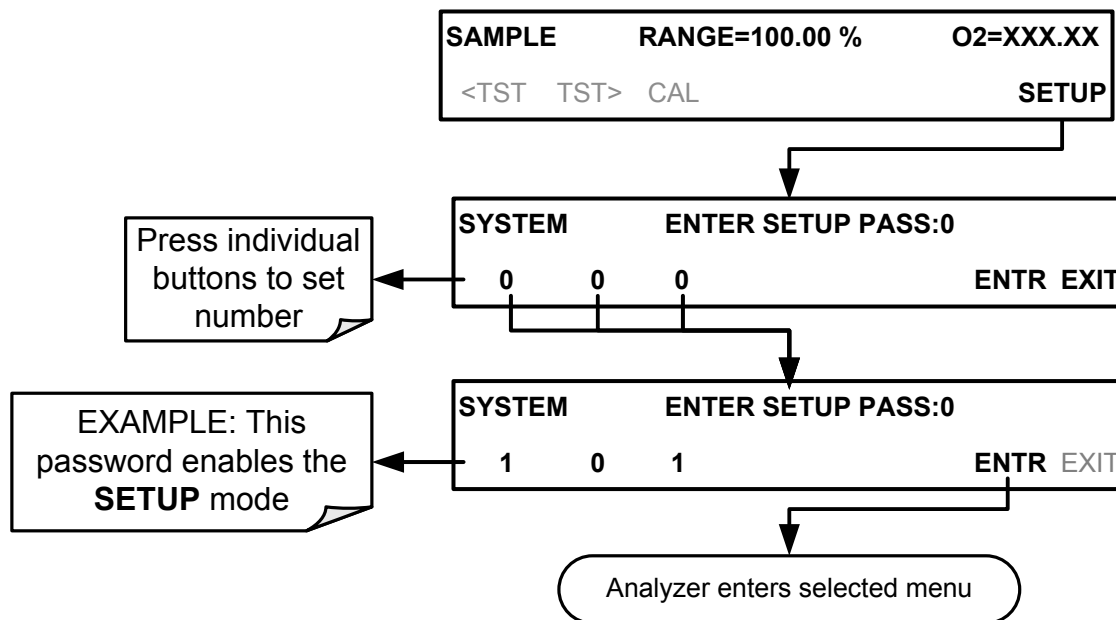 SAMPLE RANGE=100.00 % O2=XXX.XX
<TST TST> CAL SETUP
SYSTEM ENTER SETUP PASS:0
0 0 0 ENTR EXIT
Press individual
buttons to set
number
SYSTEM ENTER SETUP PASS:0
1 0 1 ENTR EXIT
EXAMPLE: This
password enables the
SETUP mode
Analyzer enters selected menu